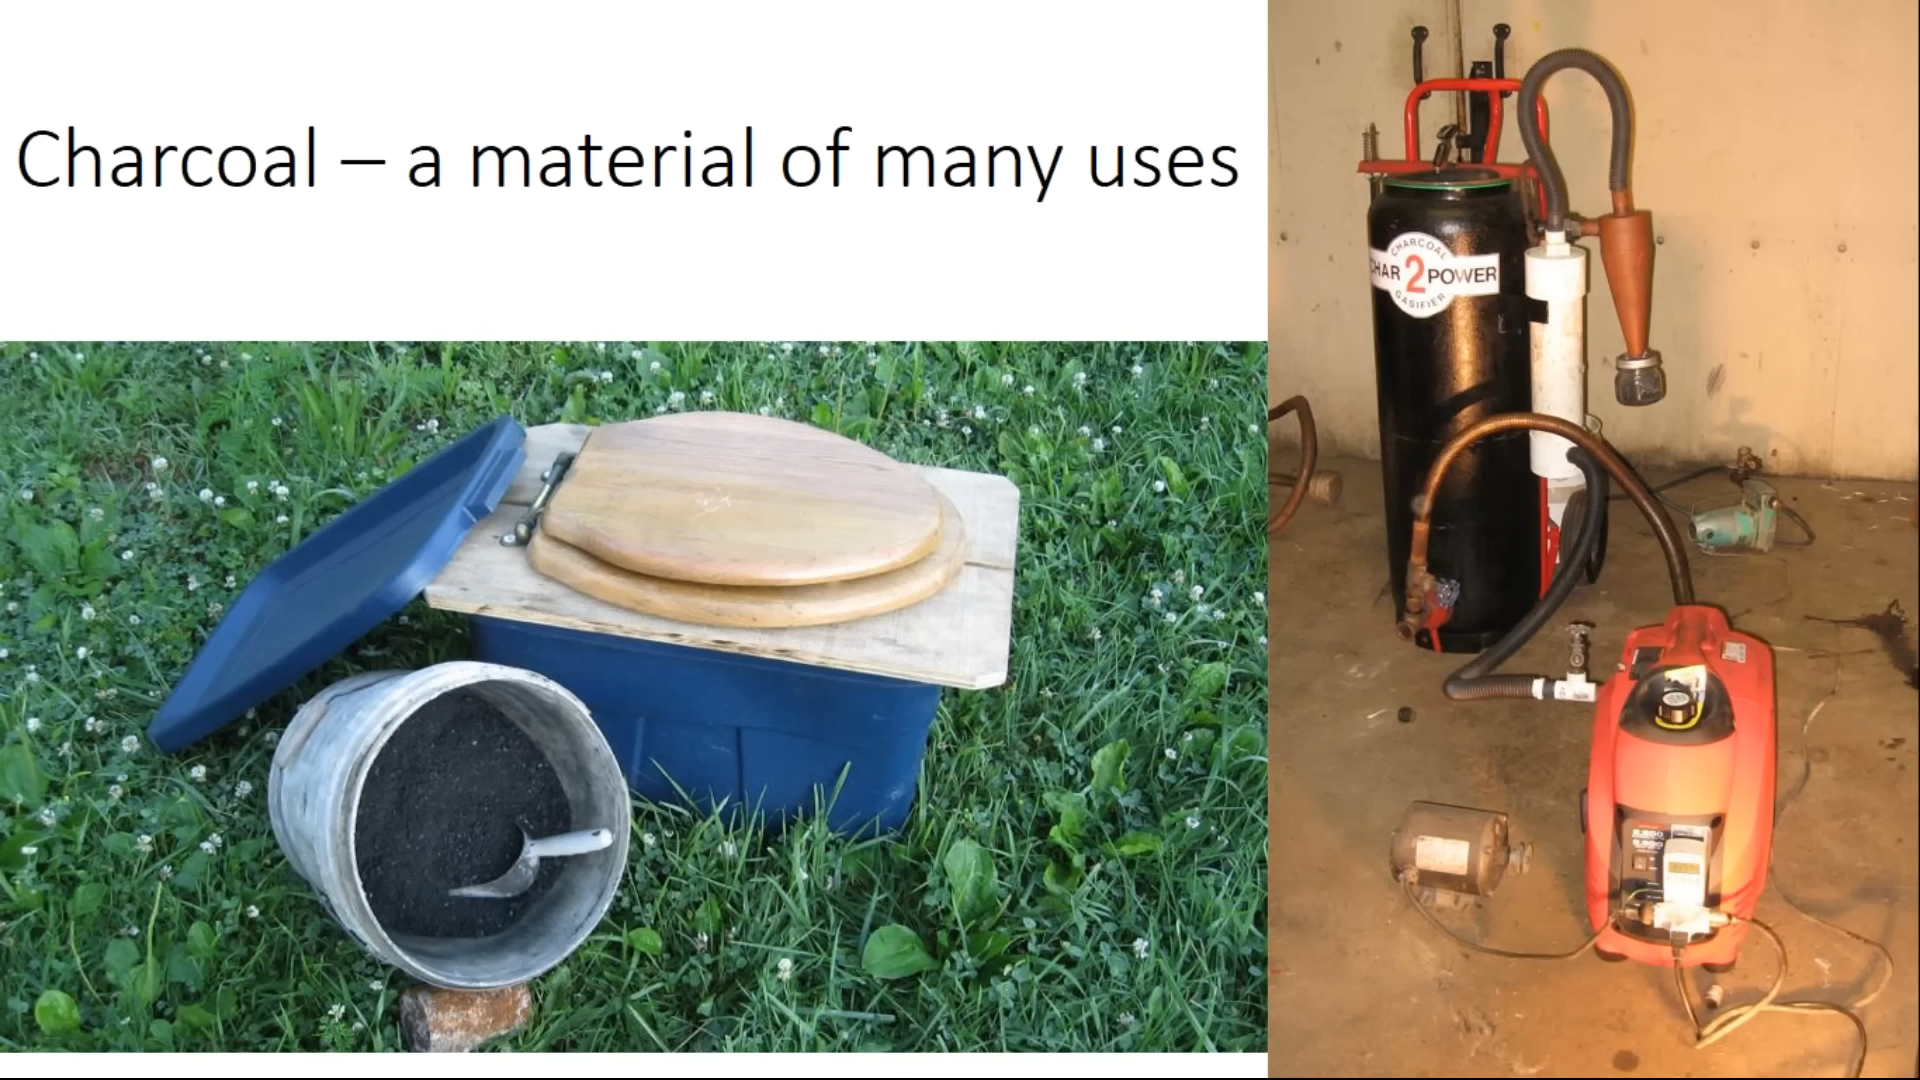 Charcoal – a material of many uses
CHARCOAL
CHAR 2 POWER
GASIFIER